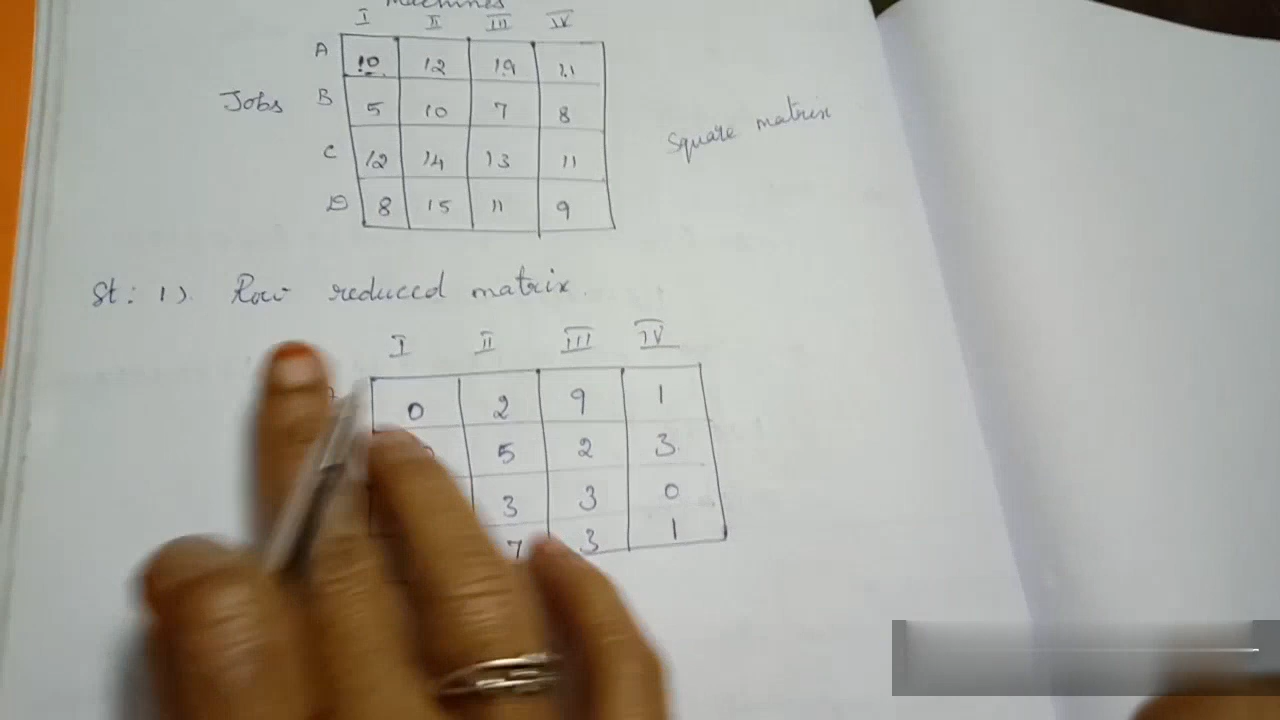 Machines
I II III IV
A 10 12 19 11
Jobs B 5 10 7 8
C 12 14 13 11
D 8 15 11 9
Square matrix
St: 1). Row reduced matrix.
I II III IV
0 2 9 1
5 2 3
3 3 0
7 3 1